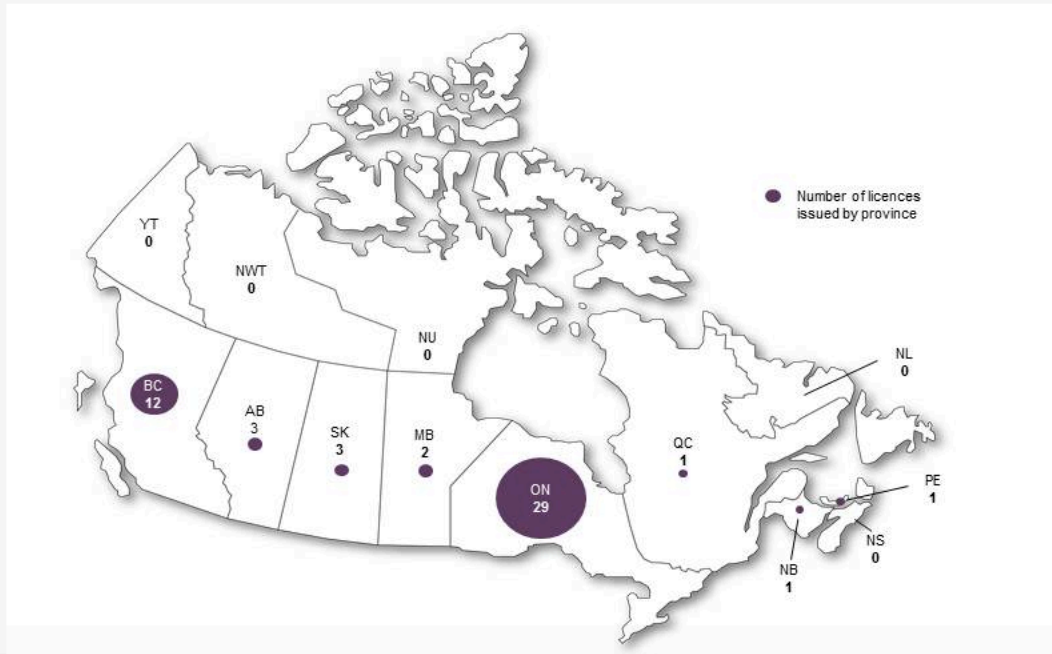 Number of licences
issued by province
YT
0
NWT
0
NU
0
NL
0
BC
12
AB
3
SK
3
MB
2
ON
29
QC
1
PE
1
NS
0
NB
1